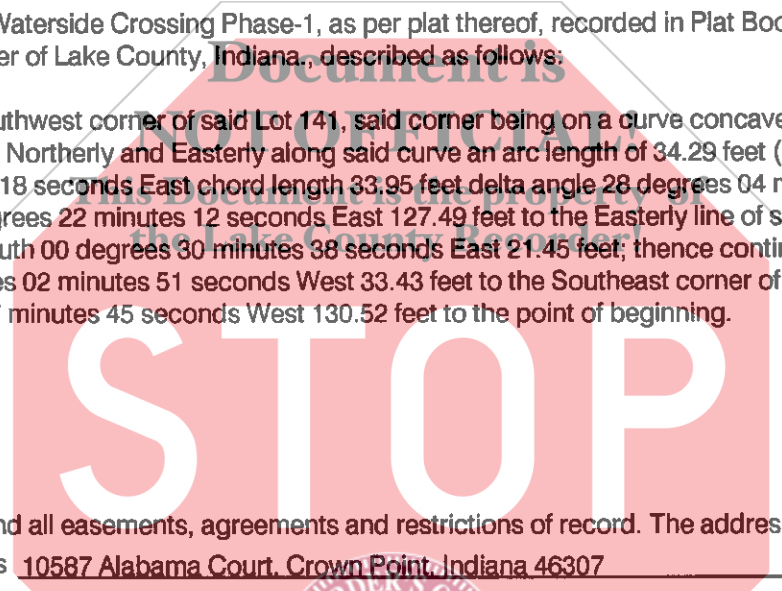 Waterside Crossing Phase-1, as per plat thereof, recorded in Plat Boo
er of Lake County, Indiana., described as follows:
Document is
uthwest corner of said Lot 141, said corner being on a curve concave
NOT OFFICIAL!
Northerly and Easterly along said curve an arc length of 34.29 feet (
18 seconds East chord length 33.95 feet delta angle 28 degrees 04 m
This Document is the property of
grees 22 minutes 12 seconds East 127.49 feet to the Easterly line of s
the Lake County Recorder!
uth 00 degrees 30 minutes 38 seconds East 21.45 feet; thence contin
es 02 minutes 51 seconds West 33.43 feet to the Southeast corner of
minutes 45 seconds West 130.52 feet to the point of beginning.
STOP
nd all easements, agreements and restrictions of record. The addres
s 10587 Alabama Court, Crown Point, Indiana 46307